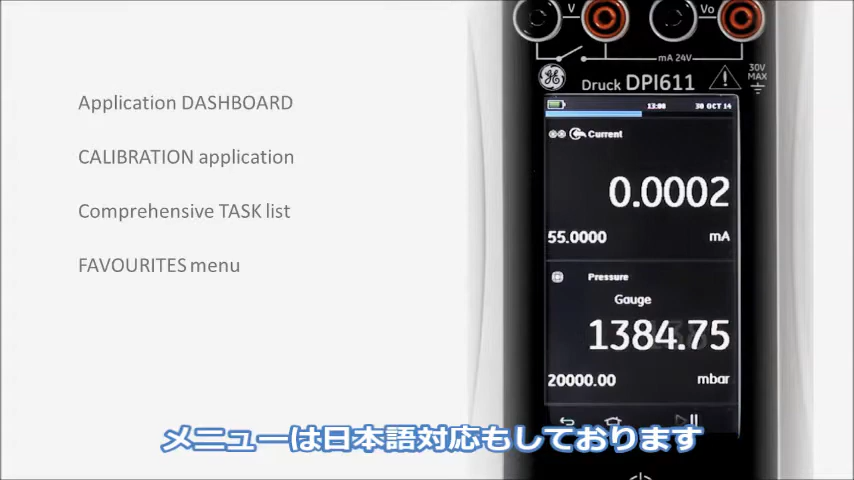 V
Vo
mA 24V
30V
MAX
GE
Druck DPI611
13:08
30 OCT 14
Current
0.0002
55.0000
mA
Pressure
Gauge
1384.75
20000.00
mbar
Application DASHBOARD
CALIBRATION application
Comprehensive TASK list
FAVOURITES menu
メニューは日本語対応もしております